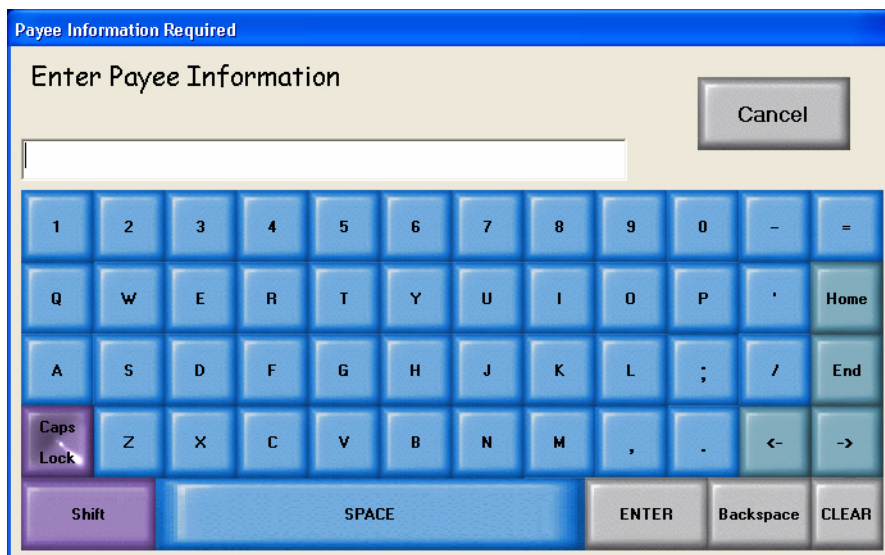 Payee Information Required
Enter Payee Information
Cancel
1 2 3 4 5 6 7 8 9 0 - =
Q W E R T Y U I O P ' Home
A S D F G H J K L ; / End
Caps Lock Z X C V B N M , . <- ->
Shift SPACE ENTER Backspace CLEAR